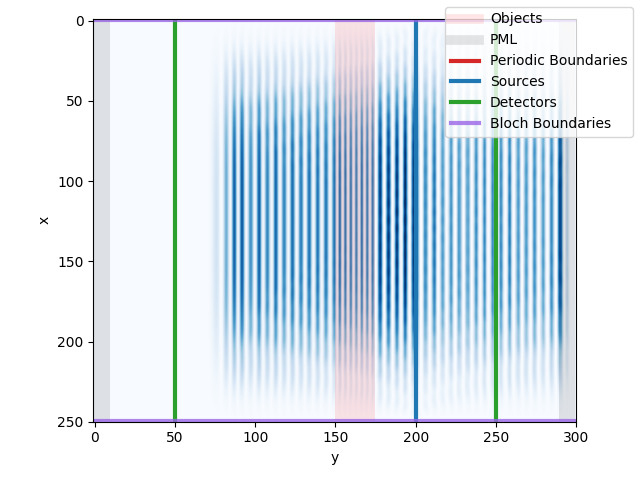 Objects
PML
Periodic Boundaries
Sources
Detectors
Bloch Boundaries
0
50
100
150
200
250
x
0 50 100 150 200 250 300
y